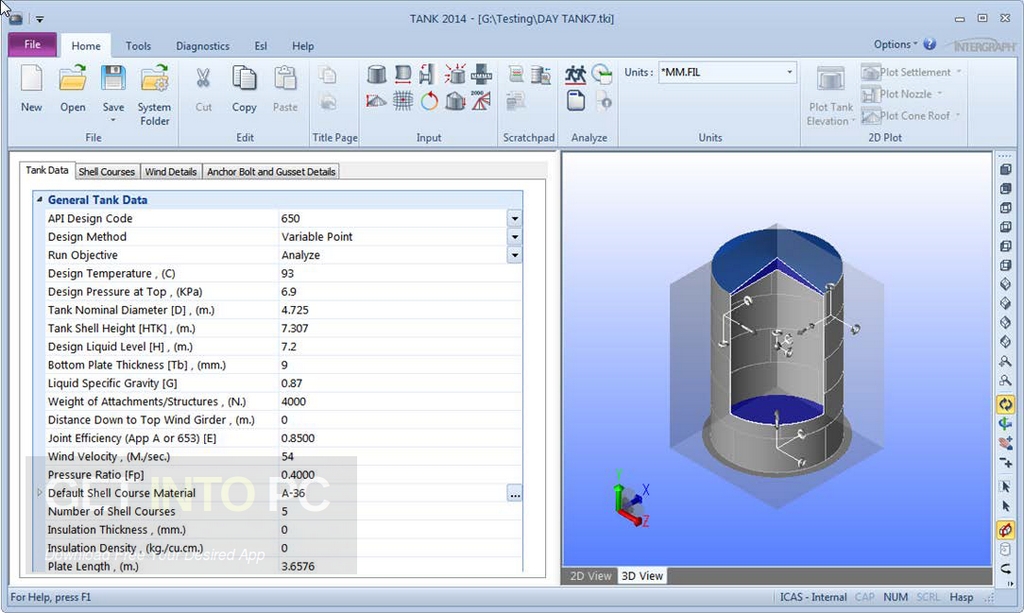 TANK 2014 - [G:\Testing\DAY TANK7.tki]
File Home Tools Diagnostics Esl Help Options INTERGRAPH
New Open Save System Folder Cut Copy Paste
Units : *MM.FIL
Plot Tank Elevation
Plot Settlement
Plot Nozzle
Plot Cone Roof
File Edit Title Page Input Scratchpad Analyze Units 2D Plot
Tank Data Shell Courses Wind Details Anchor Bolt and Gusset Details
General Tank Data
API Design Code 650
Design Method Variable Point
Run Objective Analyze
Design Temperature , (C) 93
Design Pressure at Top , (KPa) 6.9
Tank Nominal Diameter [D] , (m.) 4.725
Tank Shell Height [HTK] , (m.) 7.307
Design Liquid Level [H] , (m.) 7.2
Bottom Plate Thickness [Tb] , (mm.) 9
Liquid Specific Gravity [G] 0.87
Weight of Attachments/Structures , (N.) 4000
Distance Down to Top Wind Girder , (m.) 0
Joint Efficiency (App A or 653) [E] 0.8500
Wind Velocity , (M./sec.) 54
Pressure Ratio [Fp] 0.4000
Default Shell Course Material A-36 ...
Number of Shell Courses 5
Insulation Thickness , (mm.) 0
Insulation Density , (kg./cu.cm.) 0
Plate Length , (m.) 3.6576
GET INTO PC
Download Free Your Desired App
Y
X
Z
2D View 3D View
For Help, press F1 ICAS - Internal CAP NUM SCRL Hasp